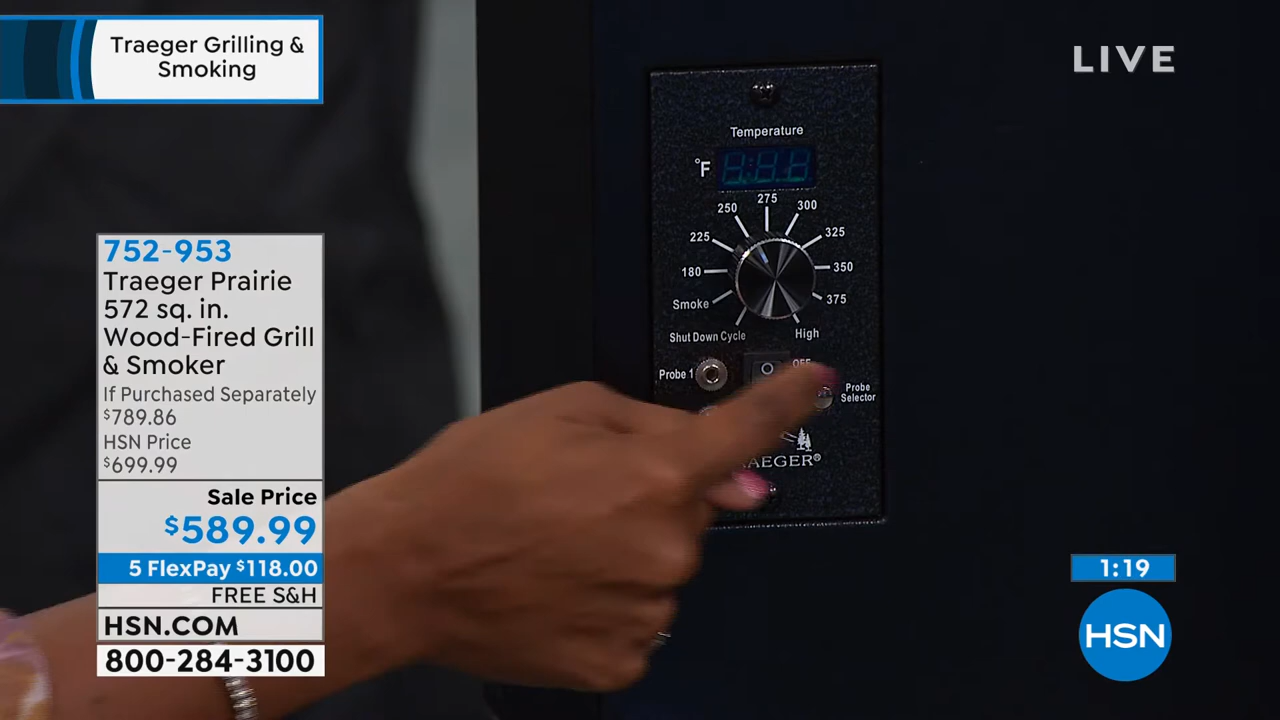 Traeger Grilling &
Smoking
LIVE
752-953
Traeger Prairie
572 sq. in.
Wood-Fired Grill
& Smoker
If Purchased Separately
$789.86
HSN Price
$699.99
Sale Price
$589.99
5 FlexPay $118.00
FREE S&H
HSN.COM
800-284-3100
Temperature
°F
275
250 300
225 325
180 350
Smoke 375
Shut Down Cycle High
Probe 1
Probe
Selector
1:19
HSN